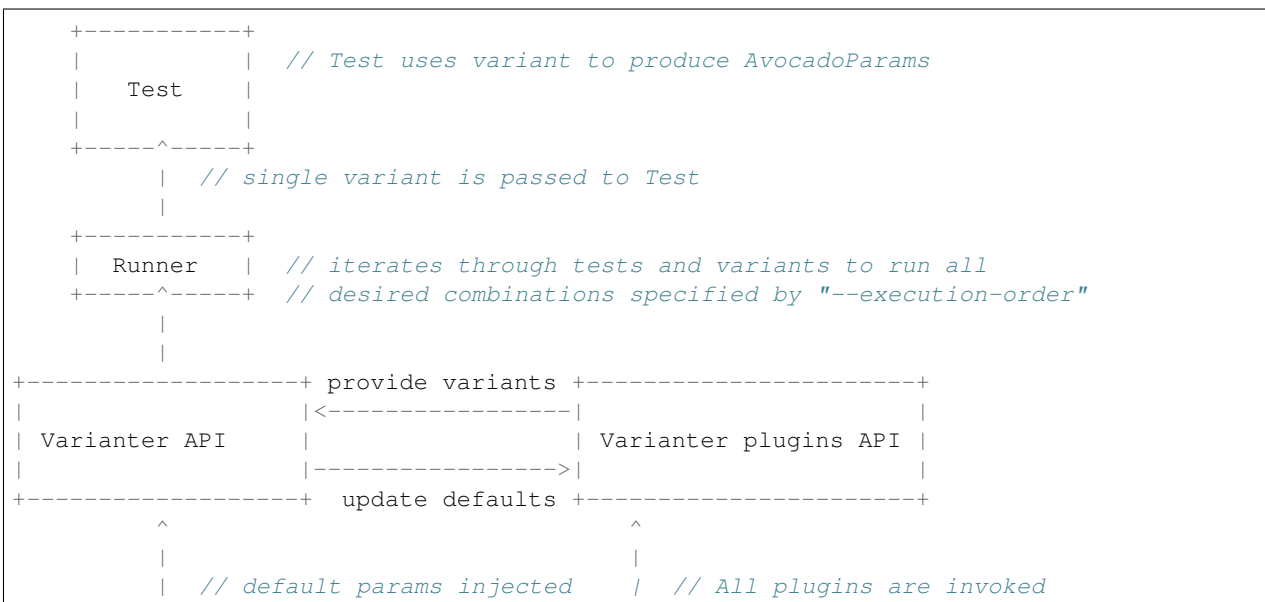 +-----------+
|           |  // Test uses variant to produce AvocadoParams
|   Test    |
|           |
+-----^-----+
      |  // single variant is passed to Test
      |
+-----------+
|  Runner   |  // iterates through tests and variants to run all
+-----^-----+  // desired combinations specified by "--execution-order"
      |
      |
+-------------------+ provide variants +-----------------------+
|                   |<-----------------|                       |
| Varianter API     |                  | Varianter plugins API |
|                   |----------------->|                       |
+-------------------+  update defaults +-----------------------+
          ^                                ^
          |                                |
          |  // default params injected    |  // All plugins are invoked